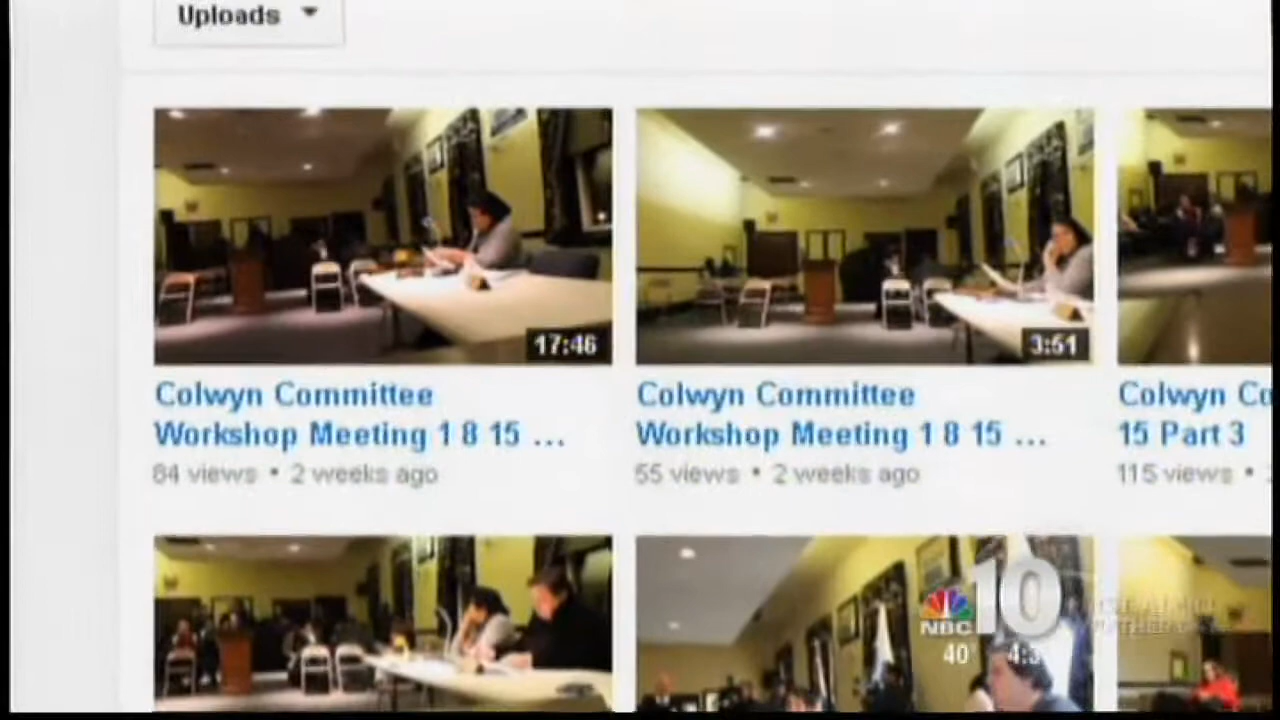 Uploads
17:46
3:51
Colwyn Committee
Workshop Meeting 1 8 15 ...
84 views • 2 weeks ago
Colwyn Committee
Workshop Meeting 1 8 15 ...
55 views • 2 weeks ago
Colwyn Co
15 Part 3
115 views •
10
NBC
40